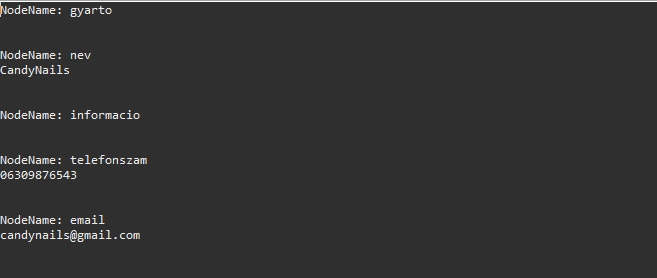 NodeName: gyarto
NodeName: nev
CandyNails
NodeName: informacio
NodeName: telefonszam
06309876543
NodeName: email
candynails@gmail.com